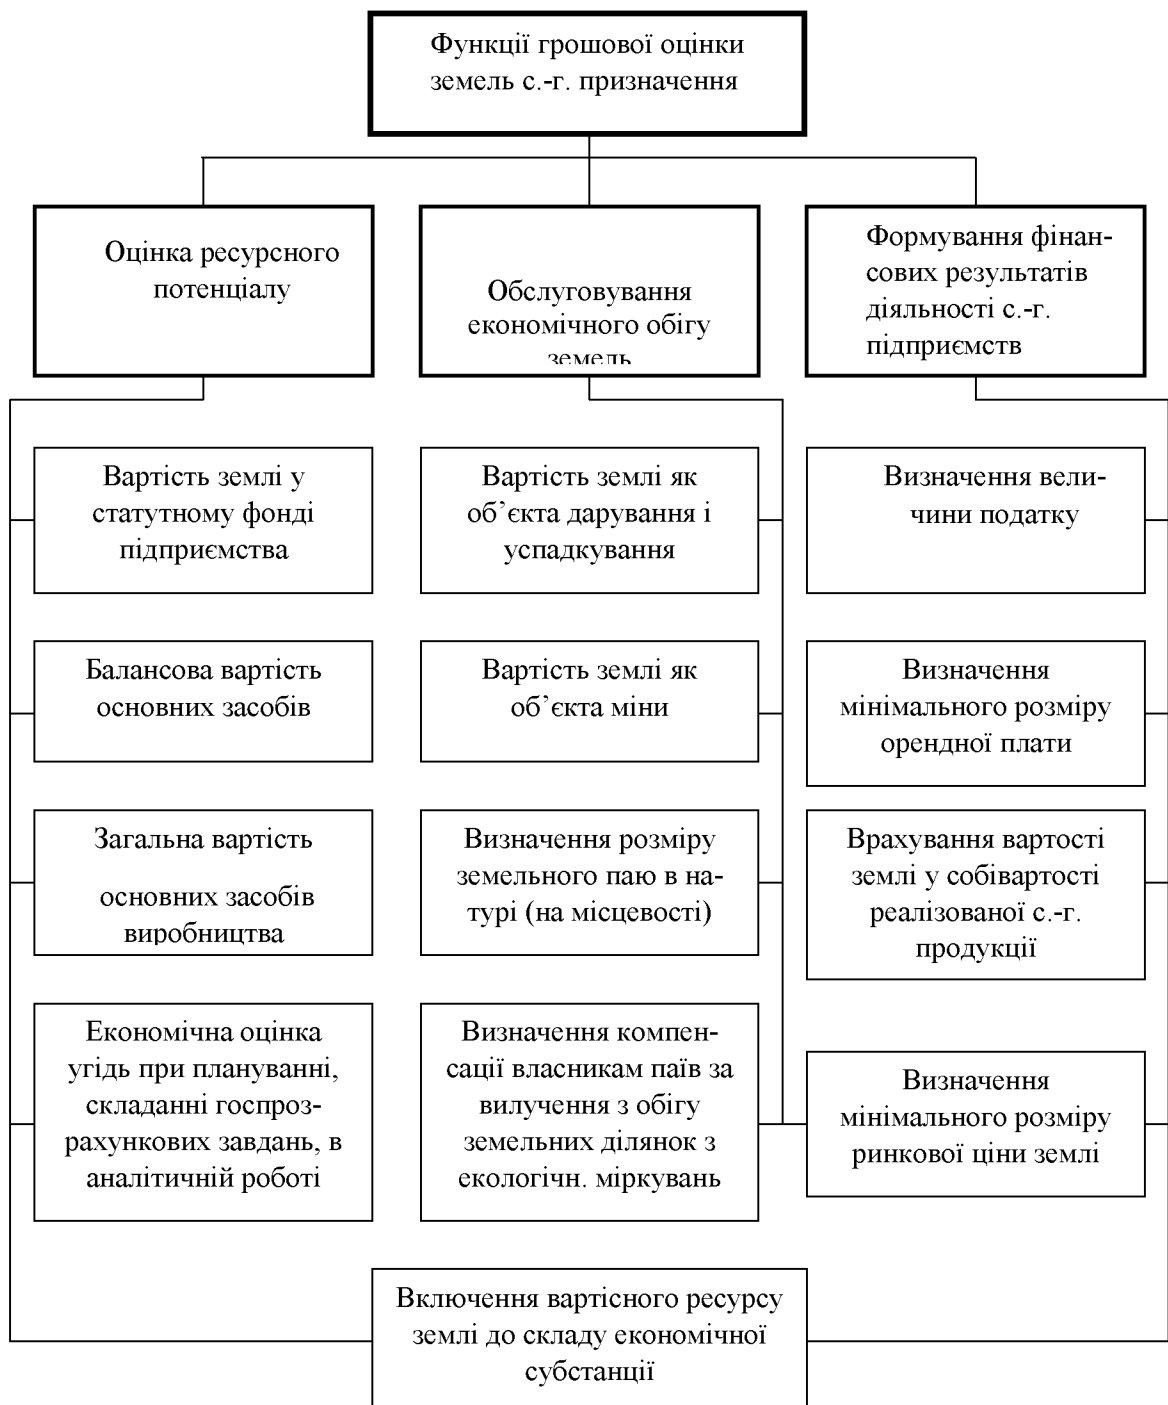 Функції грошової оцінки
земель с.-г. призначення
Оцінка ресурсного
потенціалу
Обслуговування
економічного обігу
земель
Формування фінан-
сових результатів
діяльності с.-г.
підприємств
Вартість землі у
статутному фонді
підприємства
Вартість землі як
об’єкта дарування і
успадкування
Визначення вели-
чини податку
Балансова вартість
основних засобів
Вартість землі як
об’єкта міни
Визначення
мінімального розміру
орендної плати
Загальна вартість
основних засобів
виробництва
Визначення розміру
земельного паю в на-
турі (на місцевості)
Врахування вартості
землі у собівартості
реалізованої с.-г.
продукції
Економічна оцінка
угідь при плануванні,
складанні госпроз-
рахункових завдань, в
аналітичній роботі
Визначення компен-
сації власникам паїв за
вилучення з обігу
земельних ділянок з
екологічн. міркувань
Визначення
мінімального розміру
ринкової ціни землі
Включення вартісного ресурсу
землі до складу економічної
субстанції